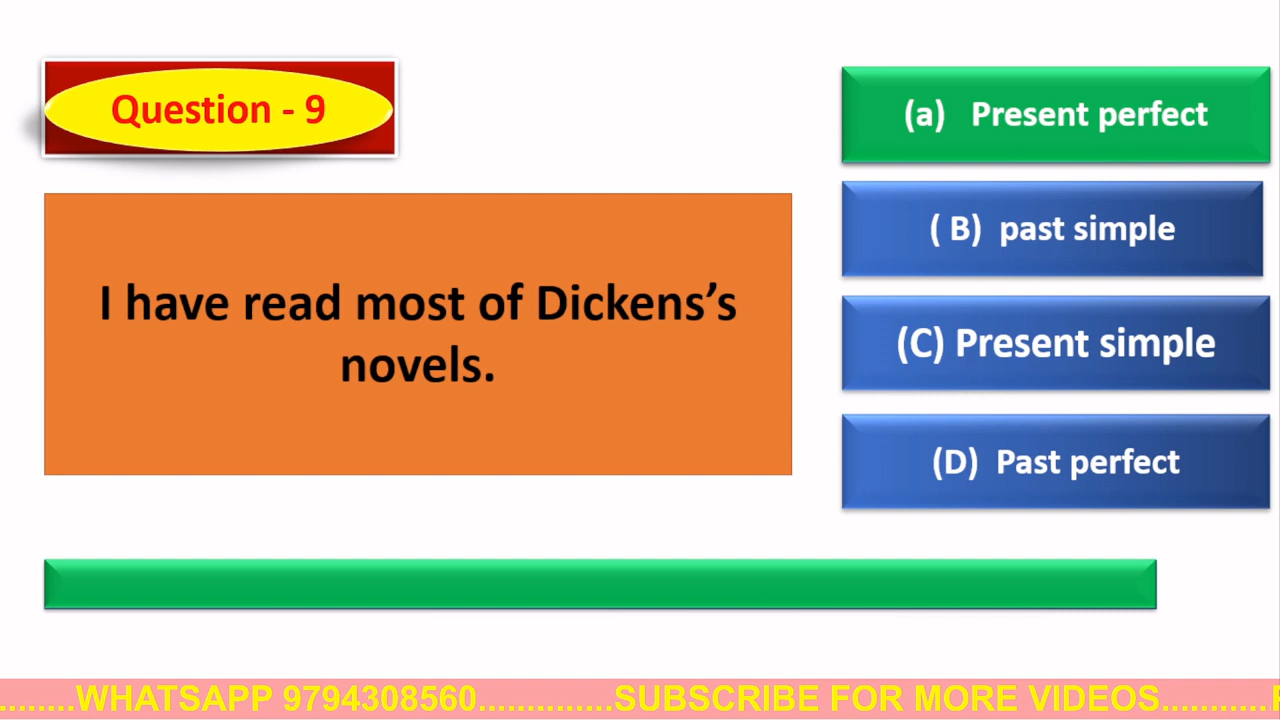 Question - 9
I have read most of Dickens’s
novels.
(a) Present perfect
( B) past simple
(C) Present simple
(D) Past perfect
........WHATSAPP 9794308560..............SUBSCRIBE FOR MORE VIDEOS............